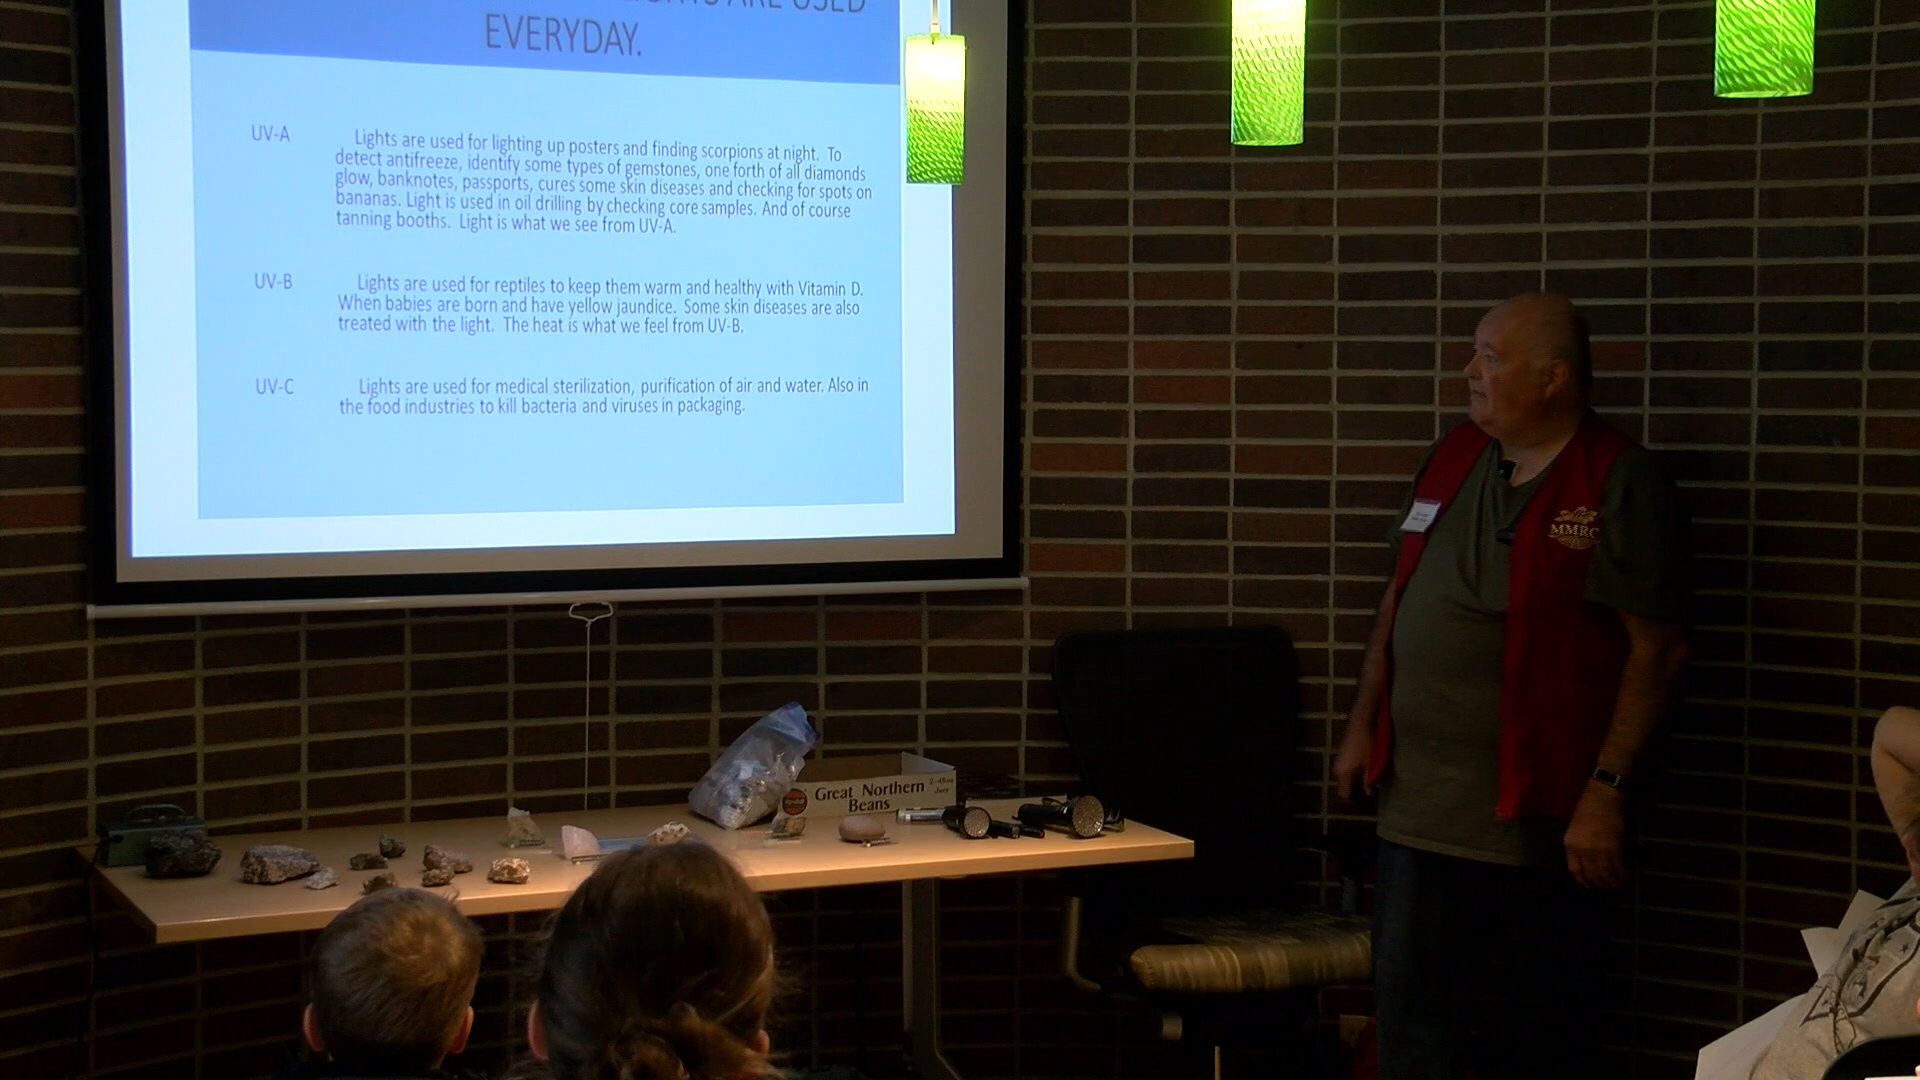 LIGHTS ARE USED
EVERYDAY.
UV-A Lights are used for lighting up posters and finding scorpions at night. To
detect antifreeze, identify some types of gemstones, one forth of all diamonds
glow, banknotes, passports, cures some skin diseases and checking for spots on
bananas. Light is used in oil drilling by checking core samples. And of course
tanning booths. Light is what we see from UV-A.
UV-B Lights are used for reptiles to keep them warm and healthy with Vitamin D.
When babies are born and have yellow jaundice. Some skin diseases are also
treated with the light. The heat is what we feel from UV-B.
UV-C Lights are used for medical sterilization, purification of air and water. Also in
the food industries to kill bacteria and viruses in packaging.
MMRC
Great Northern
Beans